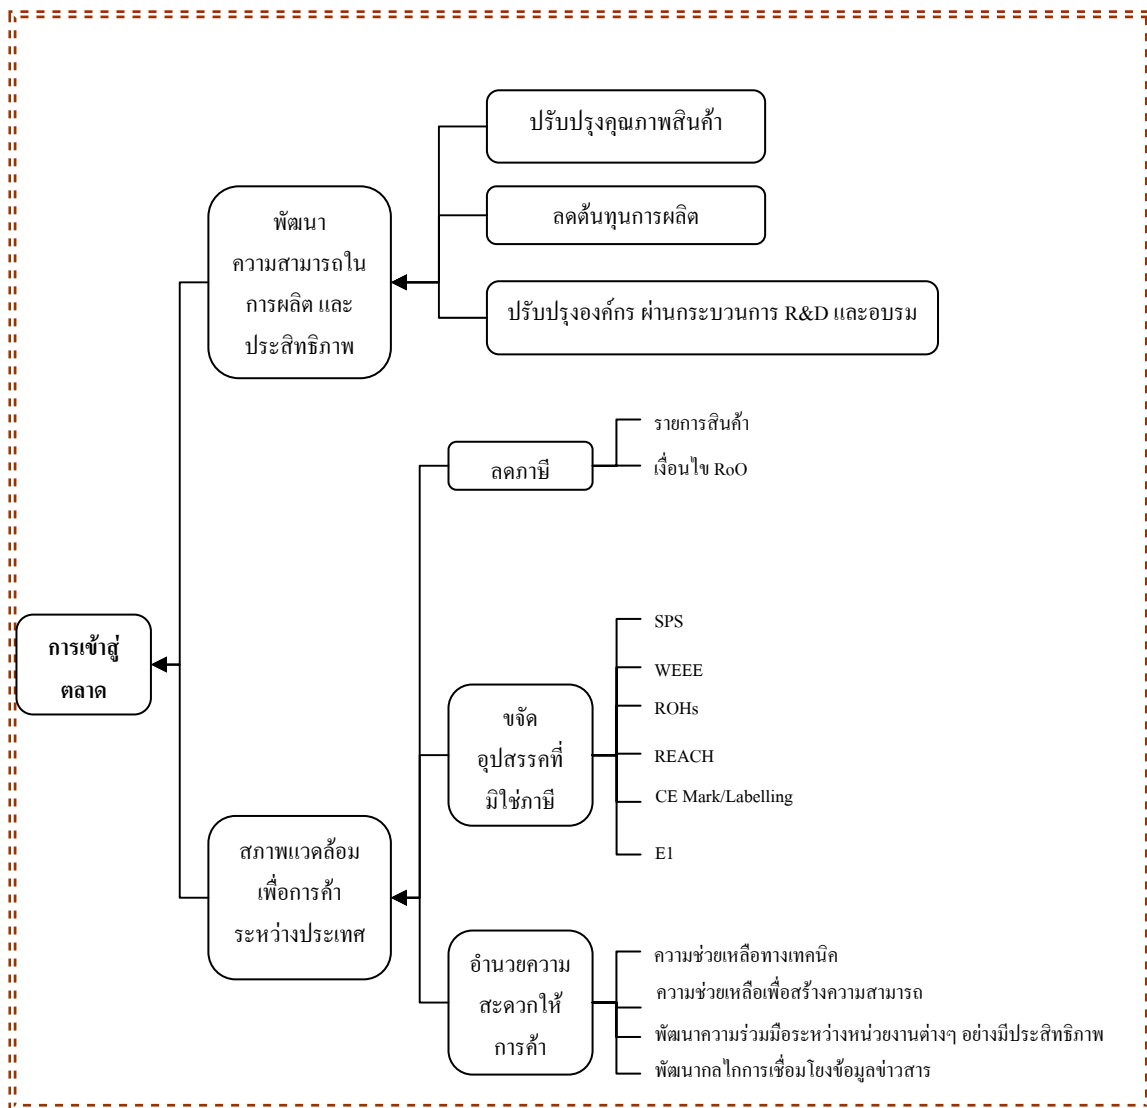 ปรับปรุงคุณภาพสินค้า
ลดต้นทุนการผลิต
ปรับปรุงองค์กร ผ่านกระบวนการ R&D และอบรม
พัฒนา
ความสามารถใน
การผลิต และ
ประสิทธิภาพ
รายการสินค้า
เงื่อนไข RoO
ลดภาษี
SPS
WEEE
ROHs
REACH
CE Mark/Labelling
E1
ขจัด
อุปสรรคที่
มิใช่ภาษี
การเข้าสู่
ตลาด
สภาพแวดล้อม
เพื่อการค้า
ระหว่างประเทศ
อำนวยความ
สะดวกให้
การค้า
ความช่วยเหลือทางเทคนิค
ความช่วยเหลือเพื่อสร้างความสามารถ
พัฒนาความร่วมมือระหว่างหน่วยงานต่างๆ อย่างมีประสิทธิภาพ
พัฒนากลไกการเชื่อมโยงข้อมูลข่าวสาร